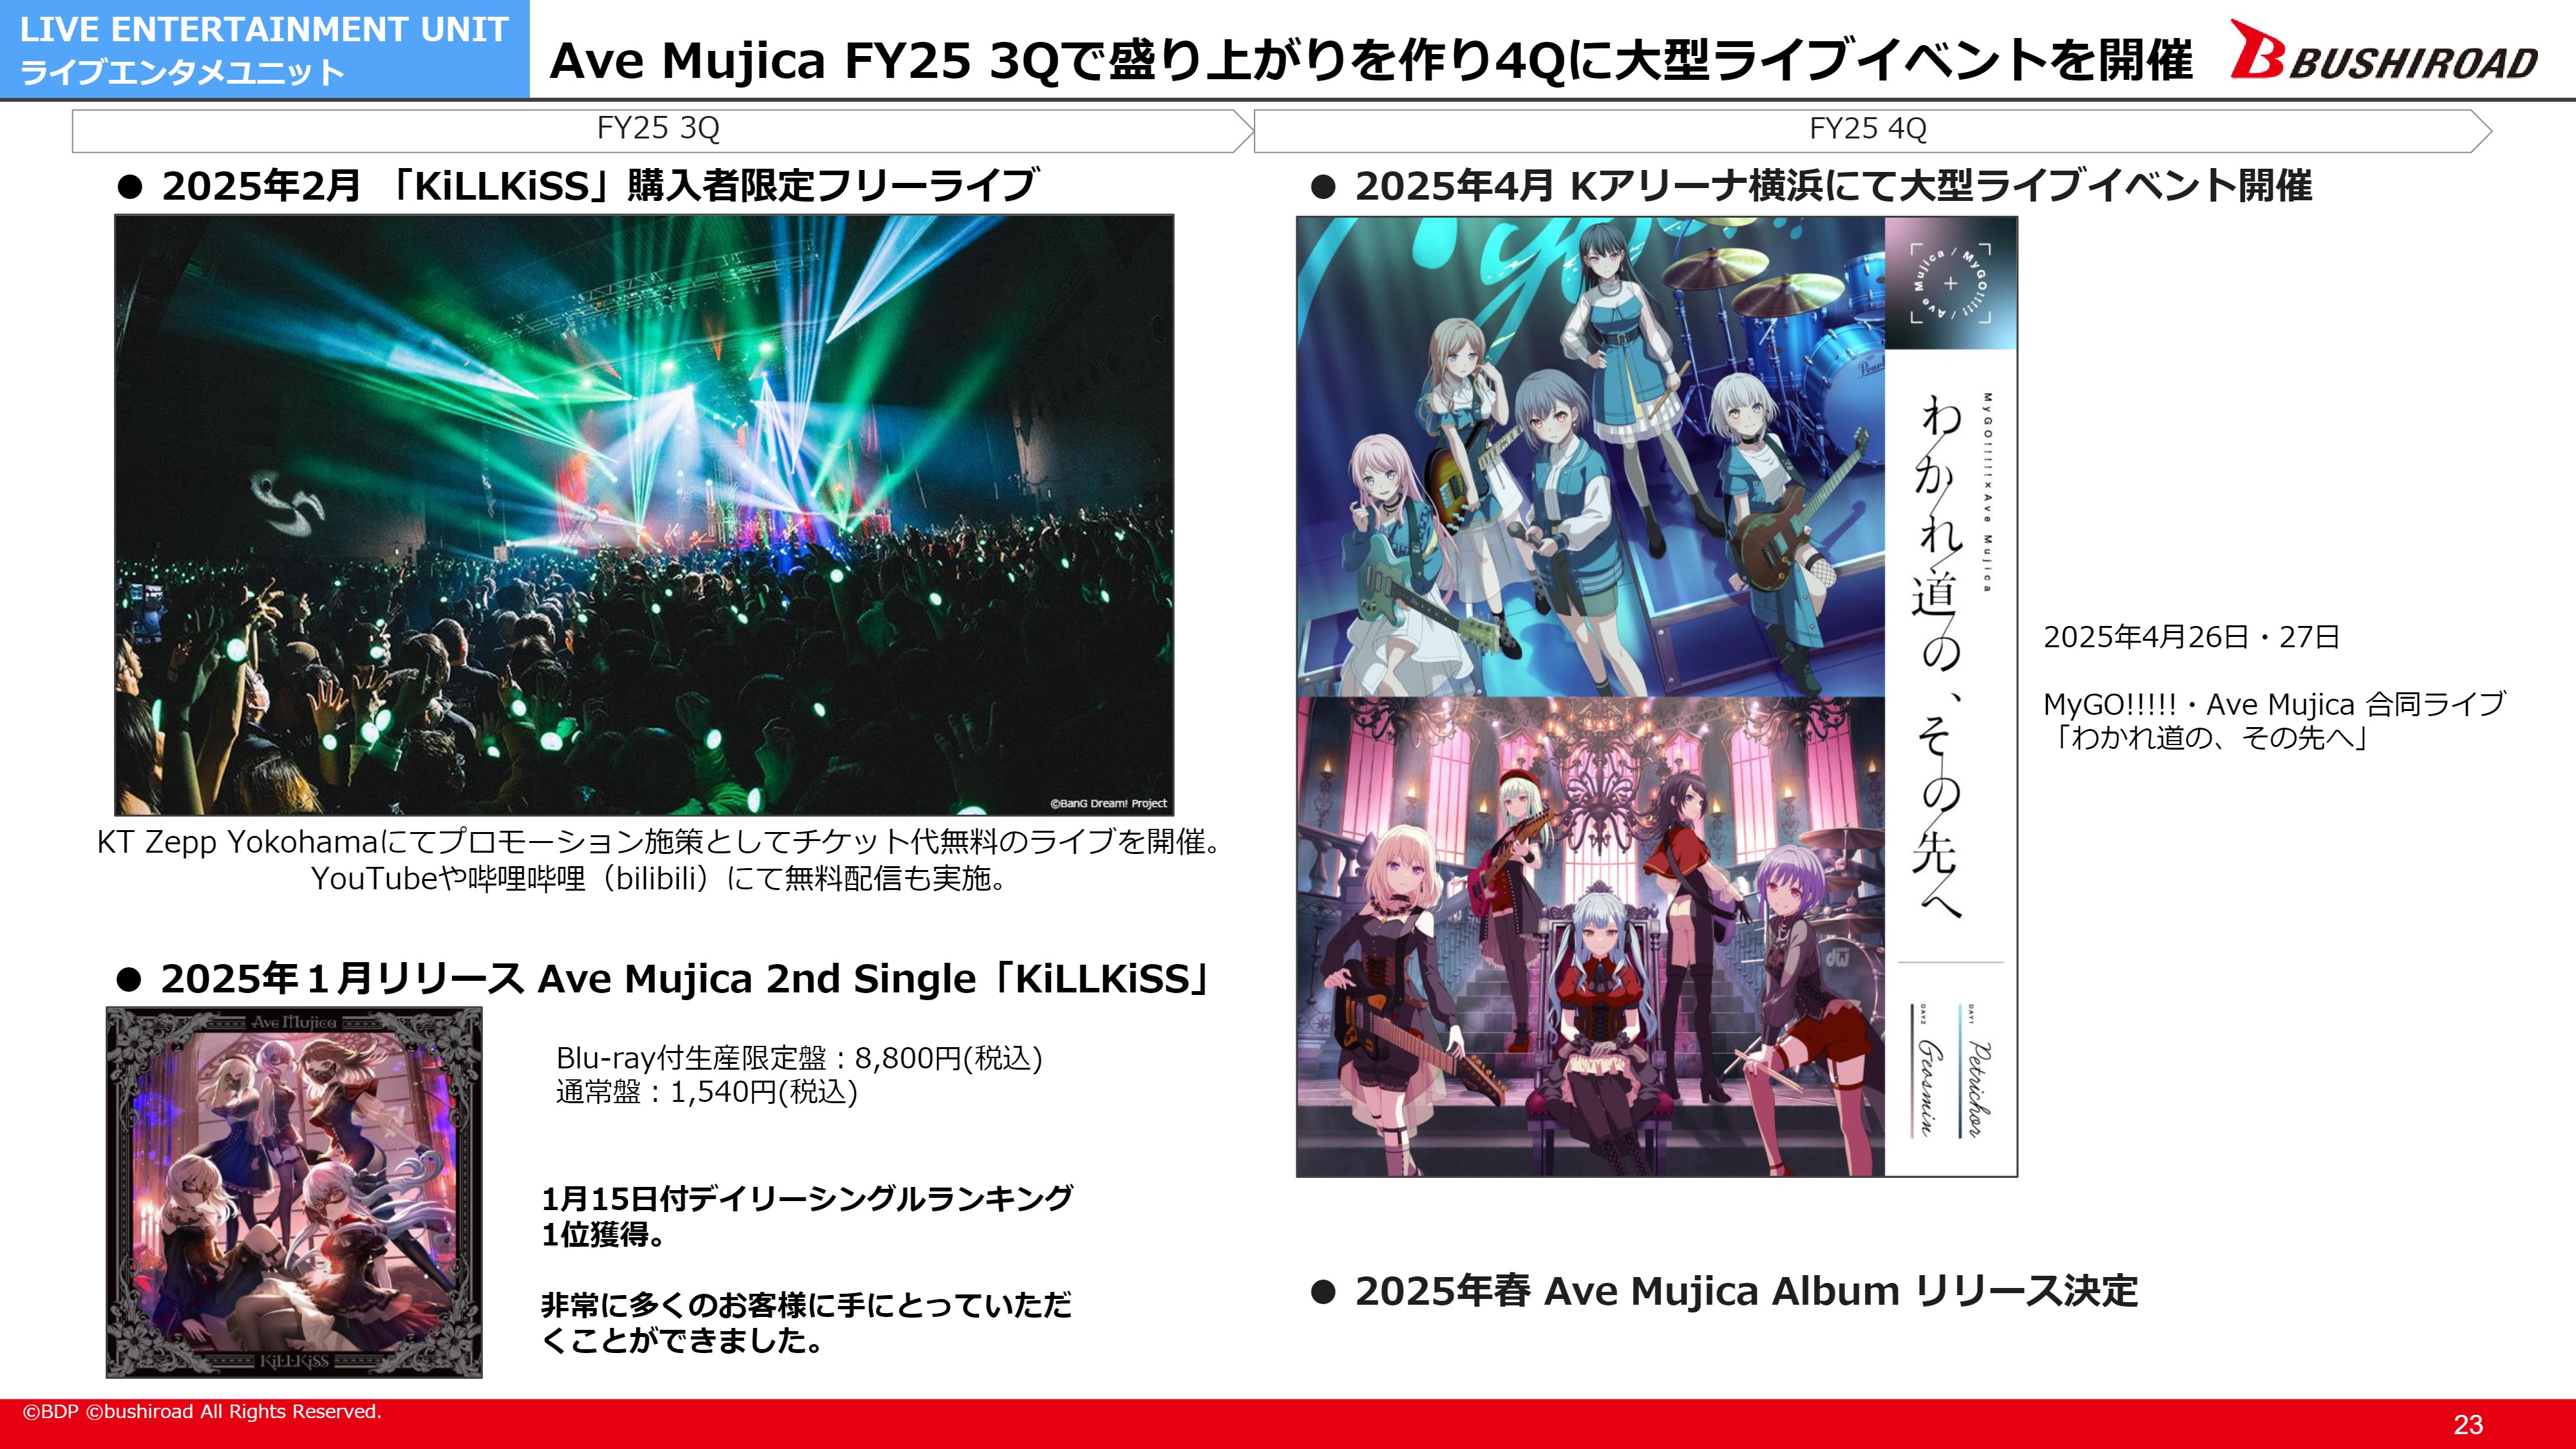 LIVE ENTERTAINMENT UNIT
ライブエンタメユニット
Ave Mujica FY25 3Qで盛り上がりを作り4Qに大型ライブイベントを開催
BUSHIROAD
FY25 3Q
FY25 4Q
● 2025年2月 「KiLLKiSS」購入者限定フリーライブ
©BanG Dream! Project
KT Zepp Yokohamaにてプロモーション施策としてチケット代無料のライブを開催。
YouTubeや哔哩哔哩（bilibili）にて無料配信も実施。
● 2025年１月リリース Ave Mujica 2nd Single「KiLLKiSS」
Ave Mujica
KiLLKiSS
Blu-ray付生産限定盤：8,800円(税込)
通常盤：1,540円(税込)
1月15日付デイリーシングルランキング
1位獲得。
非常に多くのお客様に手にとっていただ
くことができました。
● 2025年4月 Kアリーナ横浜にて大型ライブイベント開催
Pearl
dw
MyGO!!!!! / Ave Mujica /
MyGO!!!!!×Ave Mujica
わかれ道の、その先へ
DAY1 Petrichor
DAY2 Geosmin
2025年4月26日・27日
MyGO!!!!!・Ave Mujica 合同ライブ
「わかれ道の、その先へ」
● 2025年春 Ave Mujica Album リリース決定
©BDP ©bushiroad All Rights Reserved.
23